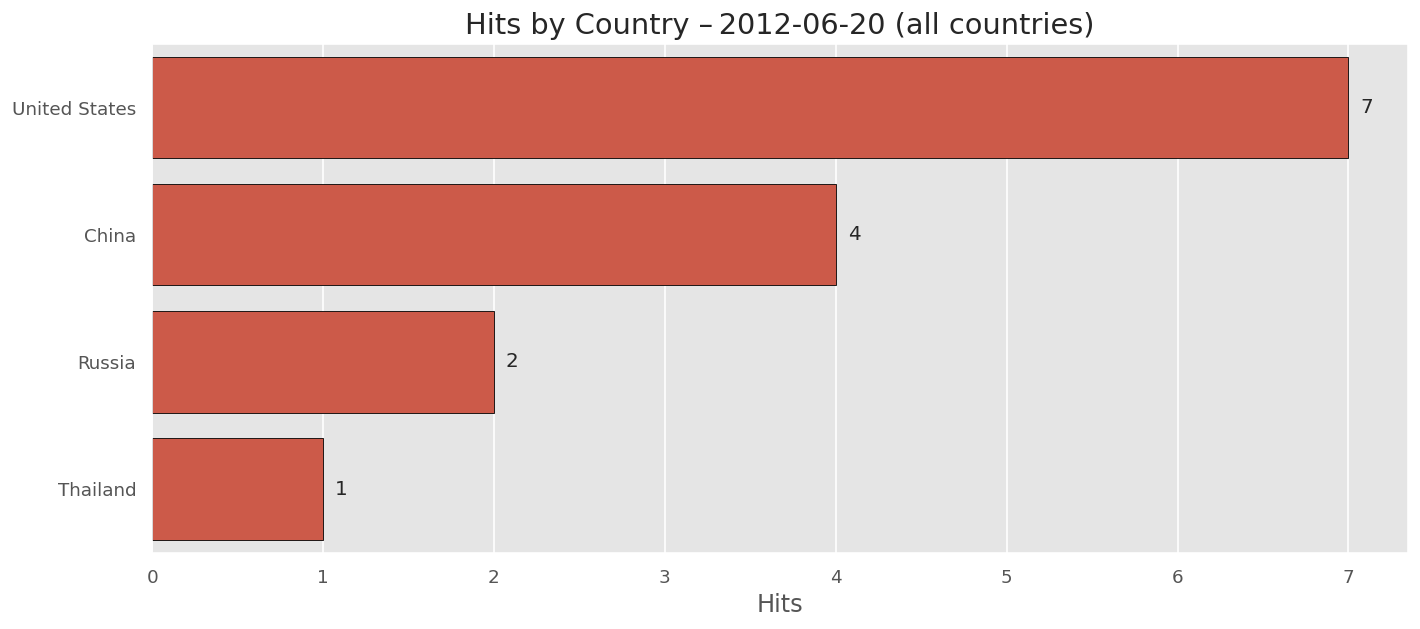 Hits by Country – 2012-06-20 (all countries)
United States
7
China
4
Russia
2
Thailand
1
0 1 2 3 4 5 6 7
Hits